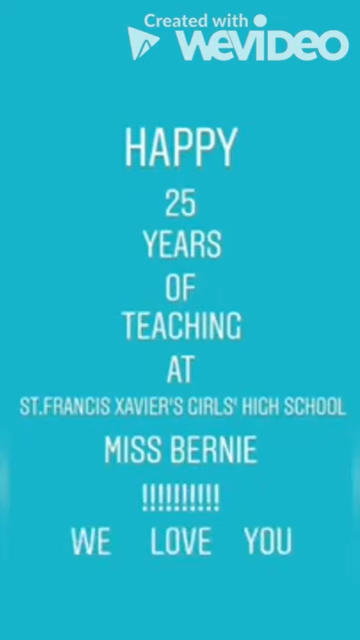 Created with
WEVIDEO
HAPPY
25
YEARS
OF
TEACHING
AT
ST.FRANCIS XAVIER'S GIRLS' HIGH SCHOOL
MISS BERNIE
!!!!!!!!!!
WE LOVE YOU